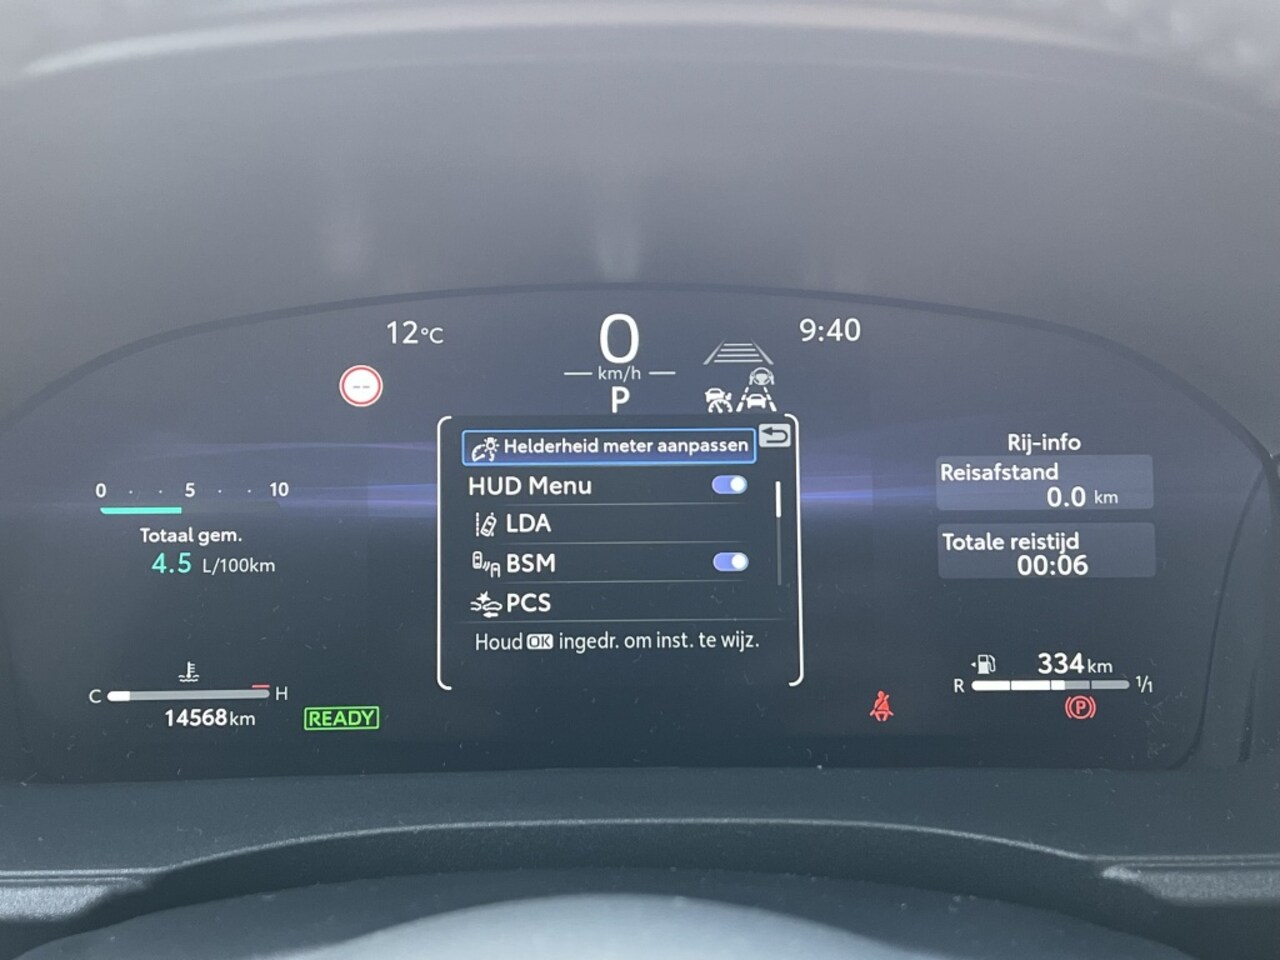 12°C
0
km/h
P
9:40
--
0 5 10
Totaal gem.
4.5 L/100km
C H
14568km
READY
Helderheid meter aanpassen
HUD Menu
LDA
BSM
PCS
Houd OK ingedr. om inst. te wijz.
Rij-info
Reisafstand
0.0 km
Totale reistijd
00:06
334km
R 1/1
(P)